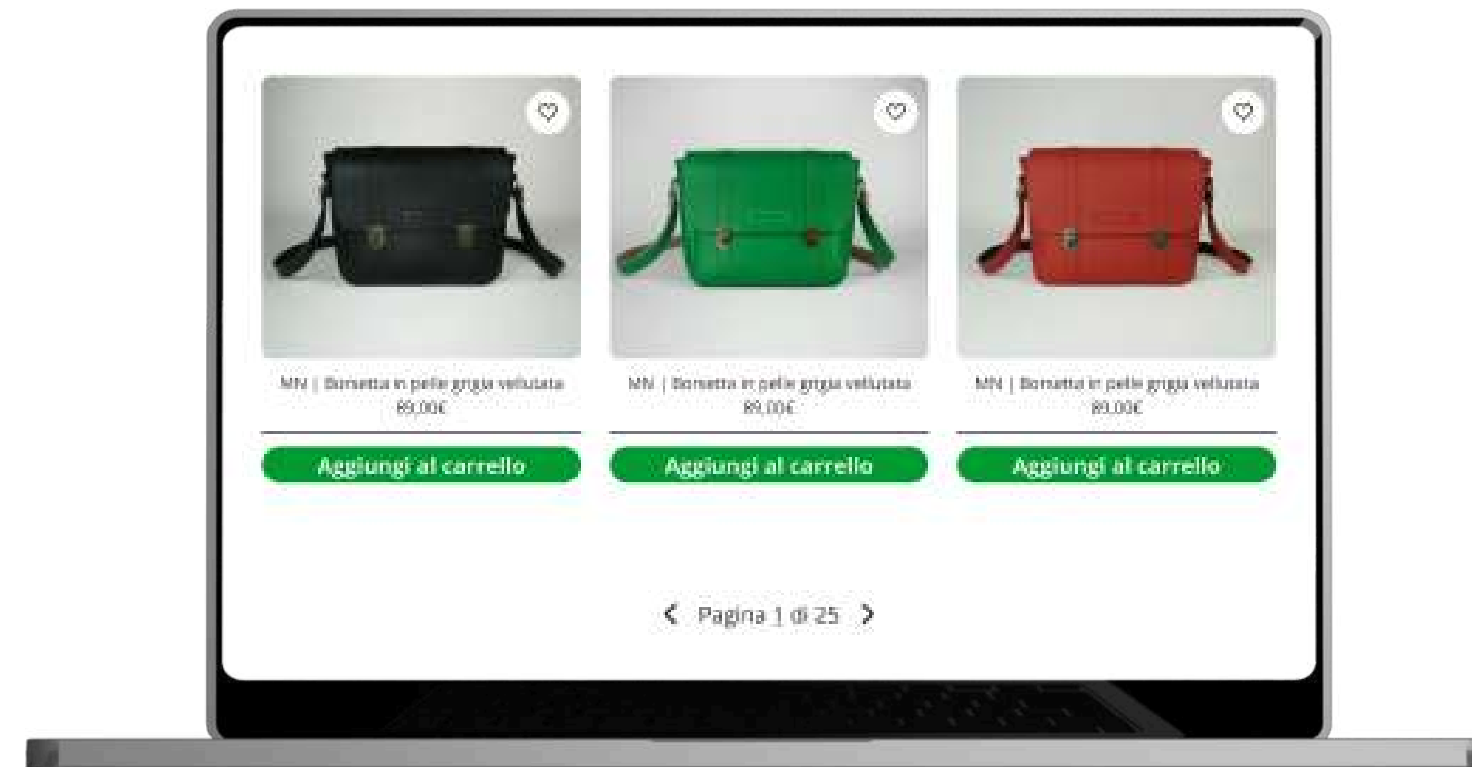 MN | Borsetta in pelle grigia vellutata
89,00€
Aggiungi al carrello
MN | Borsetta in pelle grigia vellutata
89,00€
Aggiungi al carrello
MN | Borsetta in pelle grigia vellutata
89,00€
Aggiungi al carrello
Pagina 1 di 25